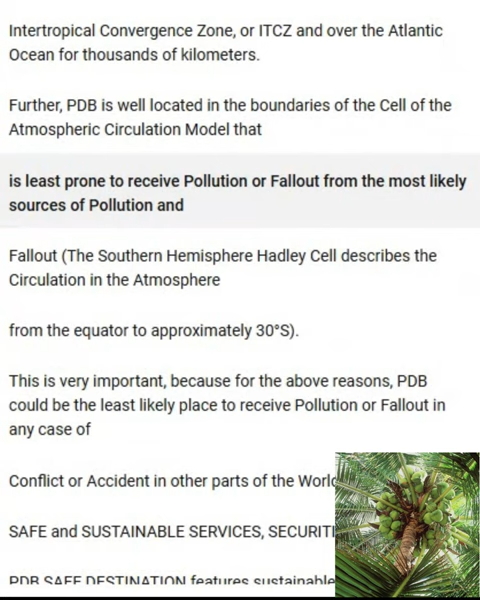 Intertropical Convergence Zone, or ITCZ and over the Atlantic
Ocean for thousands of kilometers.
Further, PDB is well located in the boundaries of the Cell of the
Atmospheric Circulation Model that
is least prone to receive Pollution or Fallout from the most likely
sources of Pollution and
Fallout (The Southern Hemisphere Hadley Cell describes the
Circulation in the Atmosphere
from the equator to approximately 30°S).
This is very important, because for the above reasons, PDB
could be the least likely place to receive Pollution or Fallout in
any case of
Conflict or Accident in other parts of the
SAFE and SUSTAINABLE SERVICES,
PDB SAFE DESTINATION features sustainable